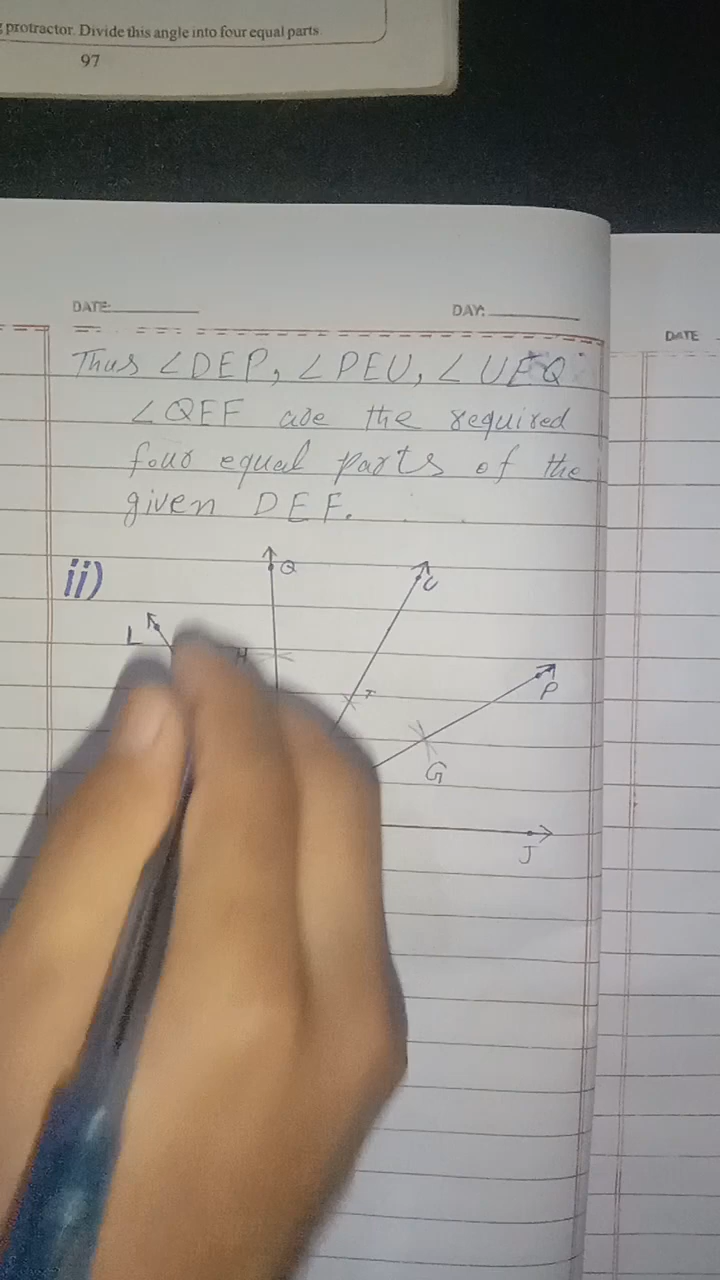 protractor. Divide this angle into four equal parts.
97
DATE: DAY:
DATE
Thus ∠DEP, ∠PEU, ∠UEQ
∠QEF are the required
four equal parts of the
given DEF.
ii)
Q
U
L
H
I
P
G
J